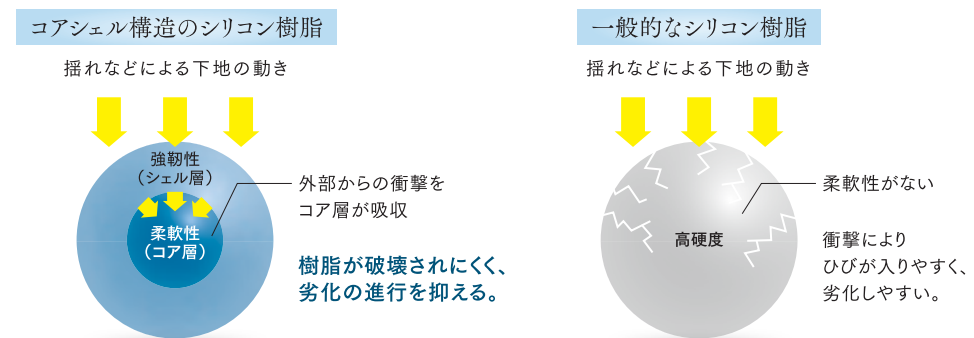 コアシェル構造のシリコン樹脂
揺れなどによる下地の動き
強靭性
（シェル層）
柔軟性
（コア層）
外部からの衝撃を
コア層が吸収
樹脂が破壊されにくく、
劣化の進行を抑える。
一般的なシリコン樹脂
揺れなどによる下地の動き
高硬度
柔軟性がない
衝撃により
ひびが入りやすく、
劣化しやすい。